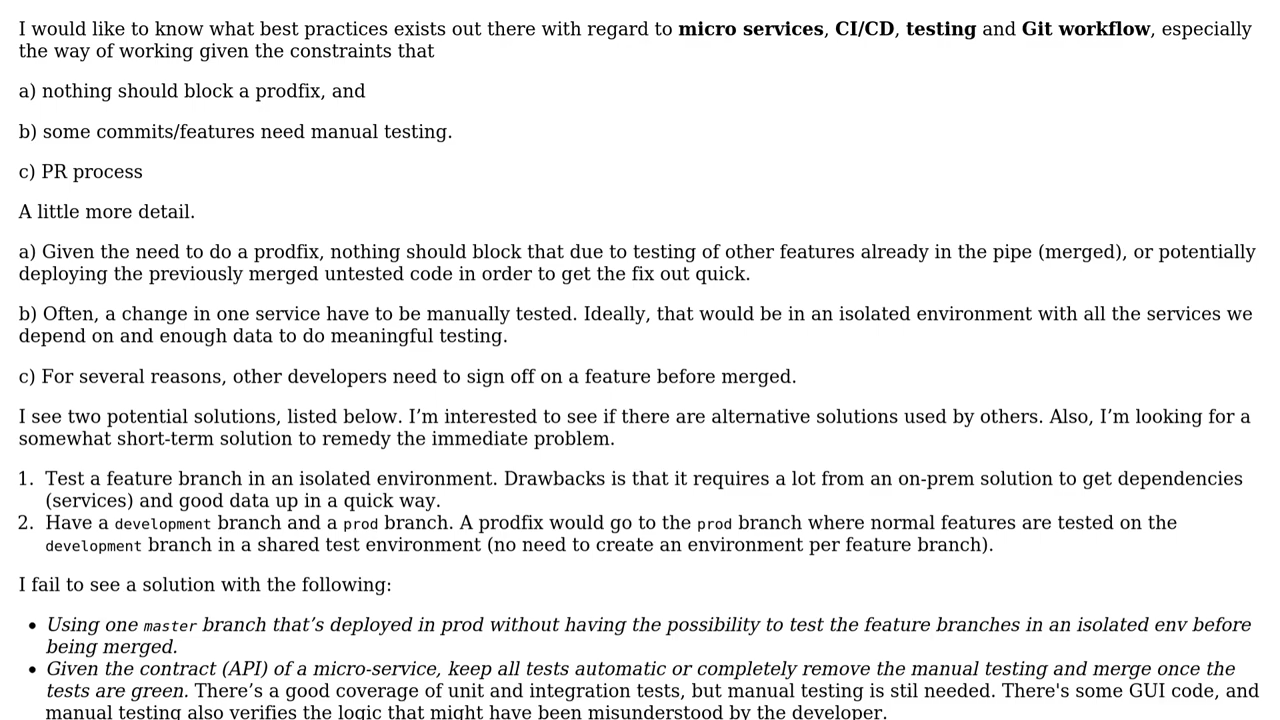 I would like to know what best practices exists out there with regard to micro services, CI/CD, testing and Git workflow, especially
the way of working given the constraints that
a) nothing should block a prodfix, and
b) some commits/features need manual testing.
c) PR process
A little more detail.
a) Given the need to do a prodfix, nothing should block that due to testing of other features already in the pipe (merged), or potentially
deploying the previously merged untested code in order to get the fix out quick.
b) Often, a change in one service have to be manually tested. Ideally, that would be in an isolated environment with all the services we
depend on and enough data to do meaningful testing.
c) For several reasons, other developers need to sign off on a feature before merged.
I see two potential solutions, listed below. I’m interested to see if there are alternative solutions used by others. Also, I’m looking for a
somewhat short-term solution to remedy the immediate problem.
1. Test a feature branch in an isolated environment. Drawbacks is that it requires a lot from an on-prem solution to get dependencies
(services) and good data up in a quick way.
2. Have a development branch and a prod branch. A prodfix would go to the prod branch where normal features are tested on the
development branch in a shared test environment (no need to create an environment per feature branch).
I fail to see a solution with the following:
• Using one master branch that’s deployed in prod without having the possibility to test the feature branches in an isolated env before
being merged.
• Given the contract (API) of a micro-service, keep all tests automatic or completely remove the manual testing and merge once the
tests are green. There’s a good coverage of unit and integration tests, but manual testing is stil needed. There's some GUI code, and
manual testing also verifies the logic that might have been misunderstood by the developer.